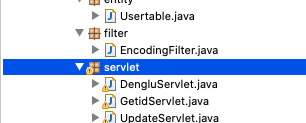 entity
Usertable.java
filter
EncodingFilter.java
servlet
DengluServlet.java
GetidServlet.java
UpdateServlet.java